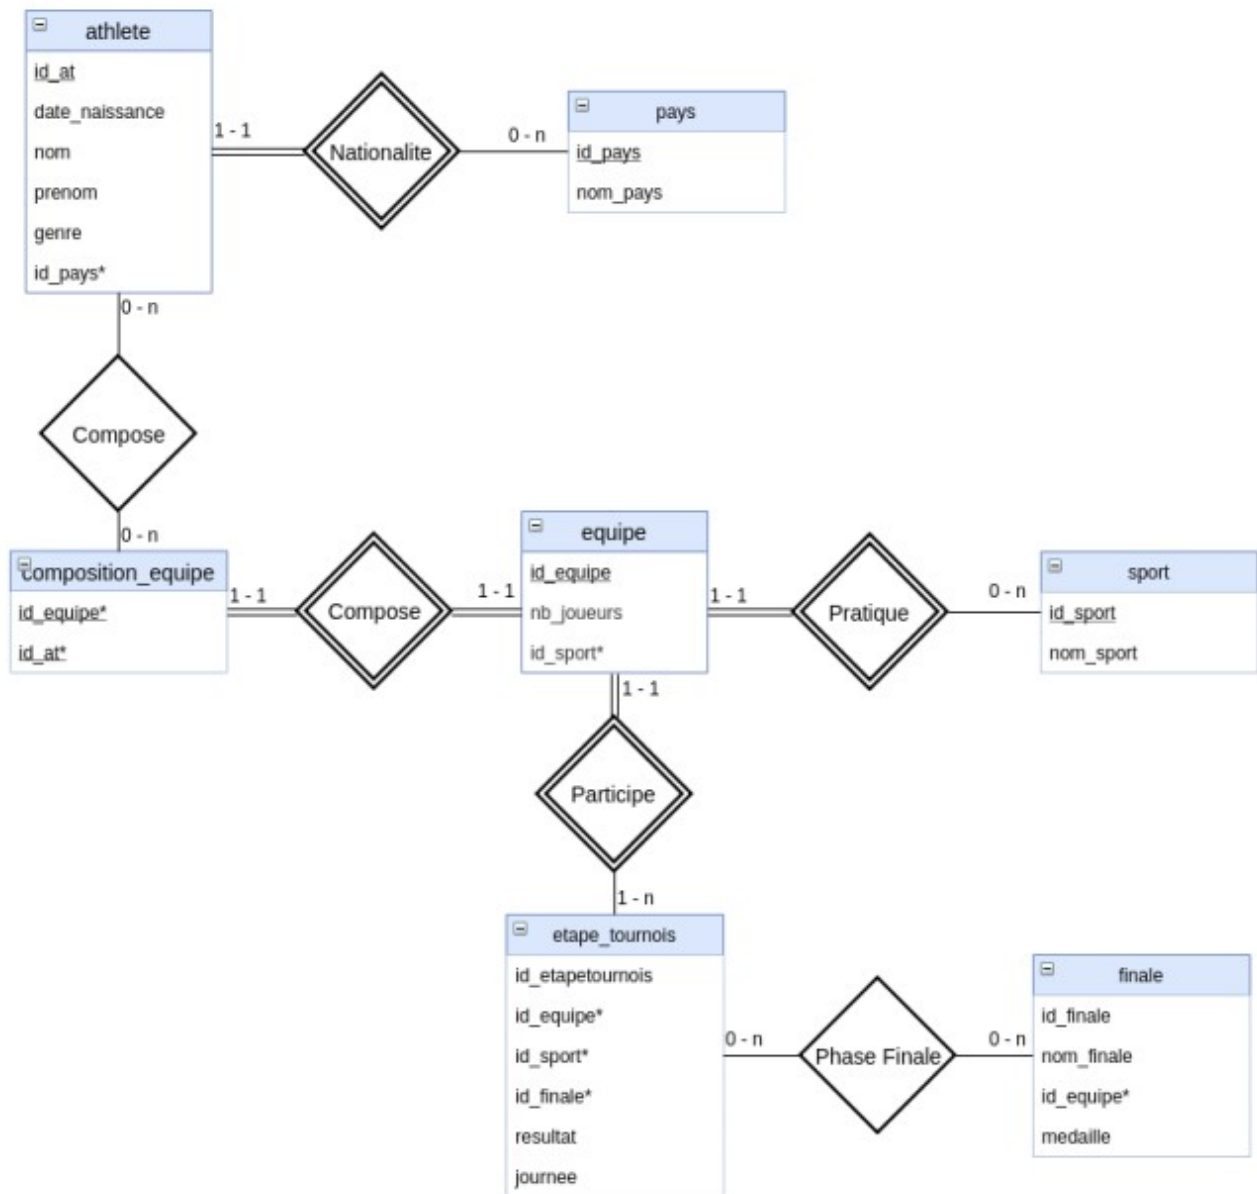 athlete
id_at
date_naissance
nom
prenom
genre
id_pays*
1 - 1
Nationalite
0 - n
pays
id_pays
nom_pays
0 - n
Compose
0 - n
composition_equipe
id_equipe*
id_at*
1 - 1
Compose
1 - 1
equipe
id_equipe
nb_joueurs
id_sport*
1 - 1
Pratique
0 - n
sport
id_sport
nom_sport
1 - 1
Participe
1 - n
etape_tournois
id_etapetournois
id_equipe*
id_sport*
id_finale*
resultat
journee
0 - n
Phase Finale
0 - n
finale
id_finale
nom_finale
id_equipe*
medaille